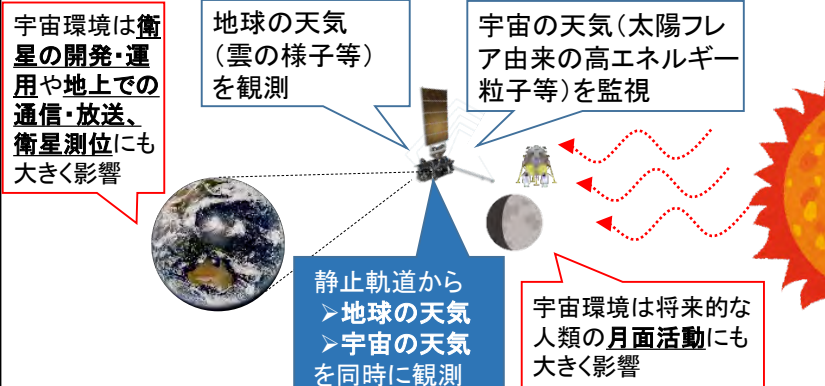 宇宙環境は衛
星の開発・運
用や地上での
通信・放送、
衛星測位にも
大きく影響
地球の天気
（雲の様子等）
を観測
宇宙の天気（太陽フレ
ア由来の高エネルギー
粒子等）を監視
静止軌道から
➢地球の天気
➢宇宙の天気
を同時に観測
宇宙環境は将来的な
人類の月面活動にも
大きく影響